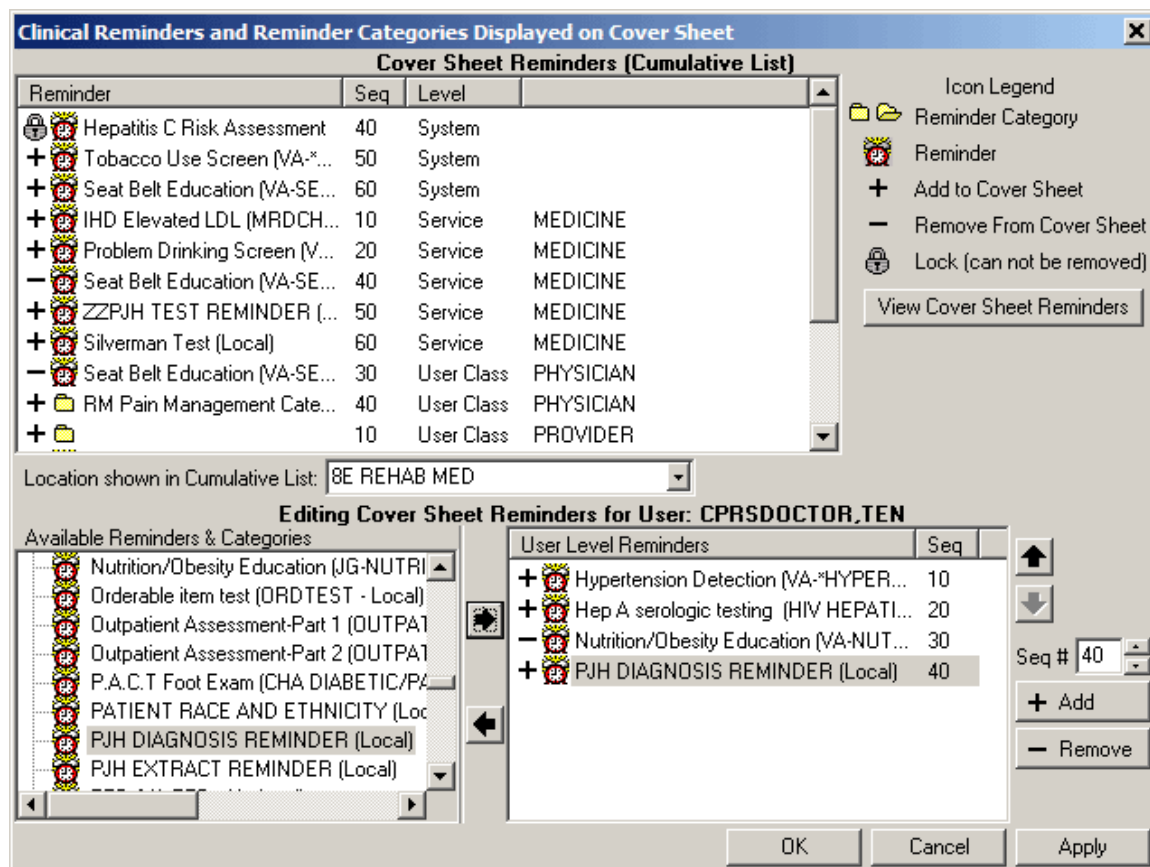 Clinical Reminders and Reminder Categories Displayed on Cover Sheet
Cover Sheet Reminders (Cumulative List)
Reminder Seq Level
Hepatitis C Risk Assessment 40 System
Tobacco Use Screen (VA-*... 50 System
Seat Belt Education (VA-SE... 60 System
IHD Elevated LDL (MRDCH... 10 Service MEDICINE
Problem Drinking Screen (V... 20 Service MEDICINE
Seat Belt Education (VA-SE... 40 Service MEDICINE
ZZPJH TEST REMINDER (... 50 Service MEDICINE
Silverman Test (Local) 60 Service MEDICINE
Seat Belt Education (VA-SE... 30 User Class PHYSICIAN
RM Pain Management Cate... 40 User Class PHYSICIAN
10 User Class PROVIDER
Icon Legend
Reminder Category
Reminder
+ Add to Cover Sheet
− Remove From Cover Sheet
Lock (can not be removed)
View Cover Sheet Reminders
Location shown in Cumulative List: 8E REHAB MED
Editing Cover Sheet Reminders for User: CPRSDOCTOR,TEN
Available Reminders & Categories
Nutrition/Obesity Education (JG-NUTRI
Orderable item test (ORDTEST - Local)
Outpatient Assessment-Part 1 (OUTPAT
Outpatient Assessment-Part 2 (OUTPAT
P.A.C.T Foot Exam (CHA DIABETIC/PA
PATIENT RACE AND ETHNICITY (Loc
PJH DIAGNOSIS REMINDER (Local)
PJH EXTRACT REMINDER (Local)
User Level Reminders Seq
Hypertension Detection (VA-*HYPER... 10
Hep A serologic testing (HIV HEPATI... 20
Nutrition/Obesity Education (VA-NUT... 30
PJH DIAGNOSIS REMINDER (Local) 40
Seq # 40
+ Add
− Remove
OK Cancel Apply